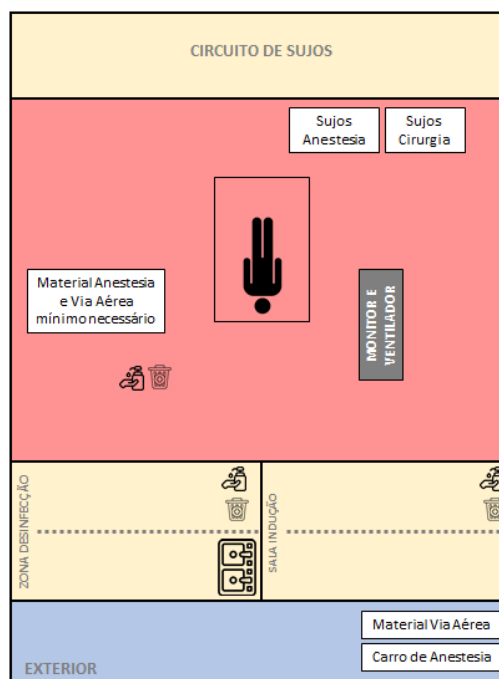 CIRCUITO DE SUJOS
Sujos
Anestesia
Sujos
Cirurgia
Material Anestesia
e Via Aérea
mínimo necessário
MONITOR E
VENTILADOR
ZONA DESINFECÇÃO
SALA INDUÇÃO
Material Via Aérea
Carro de Anestesia
EXTERIOR